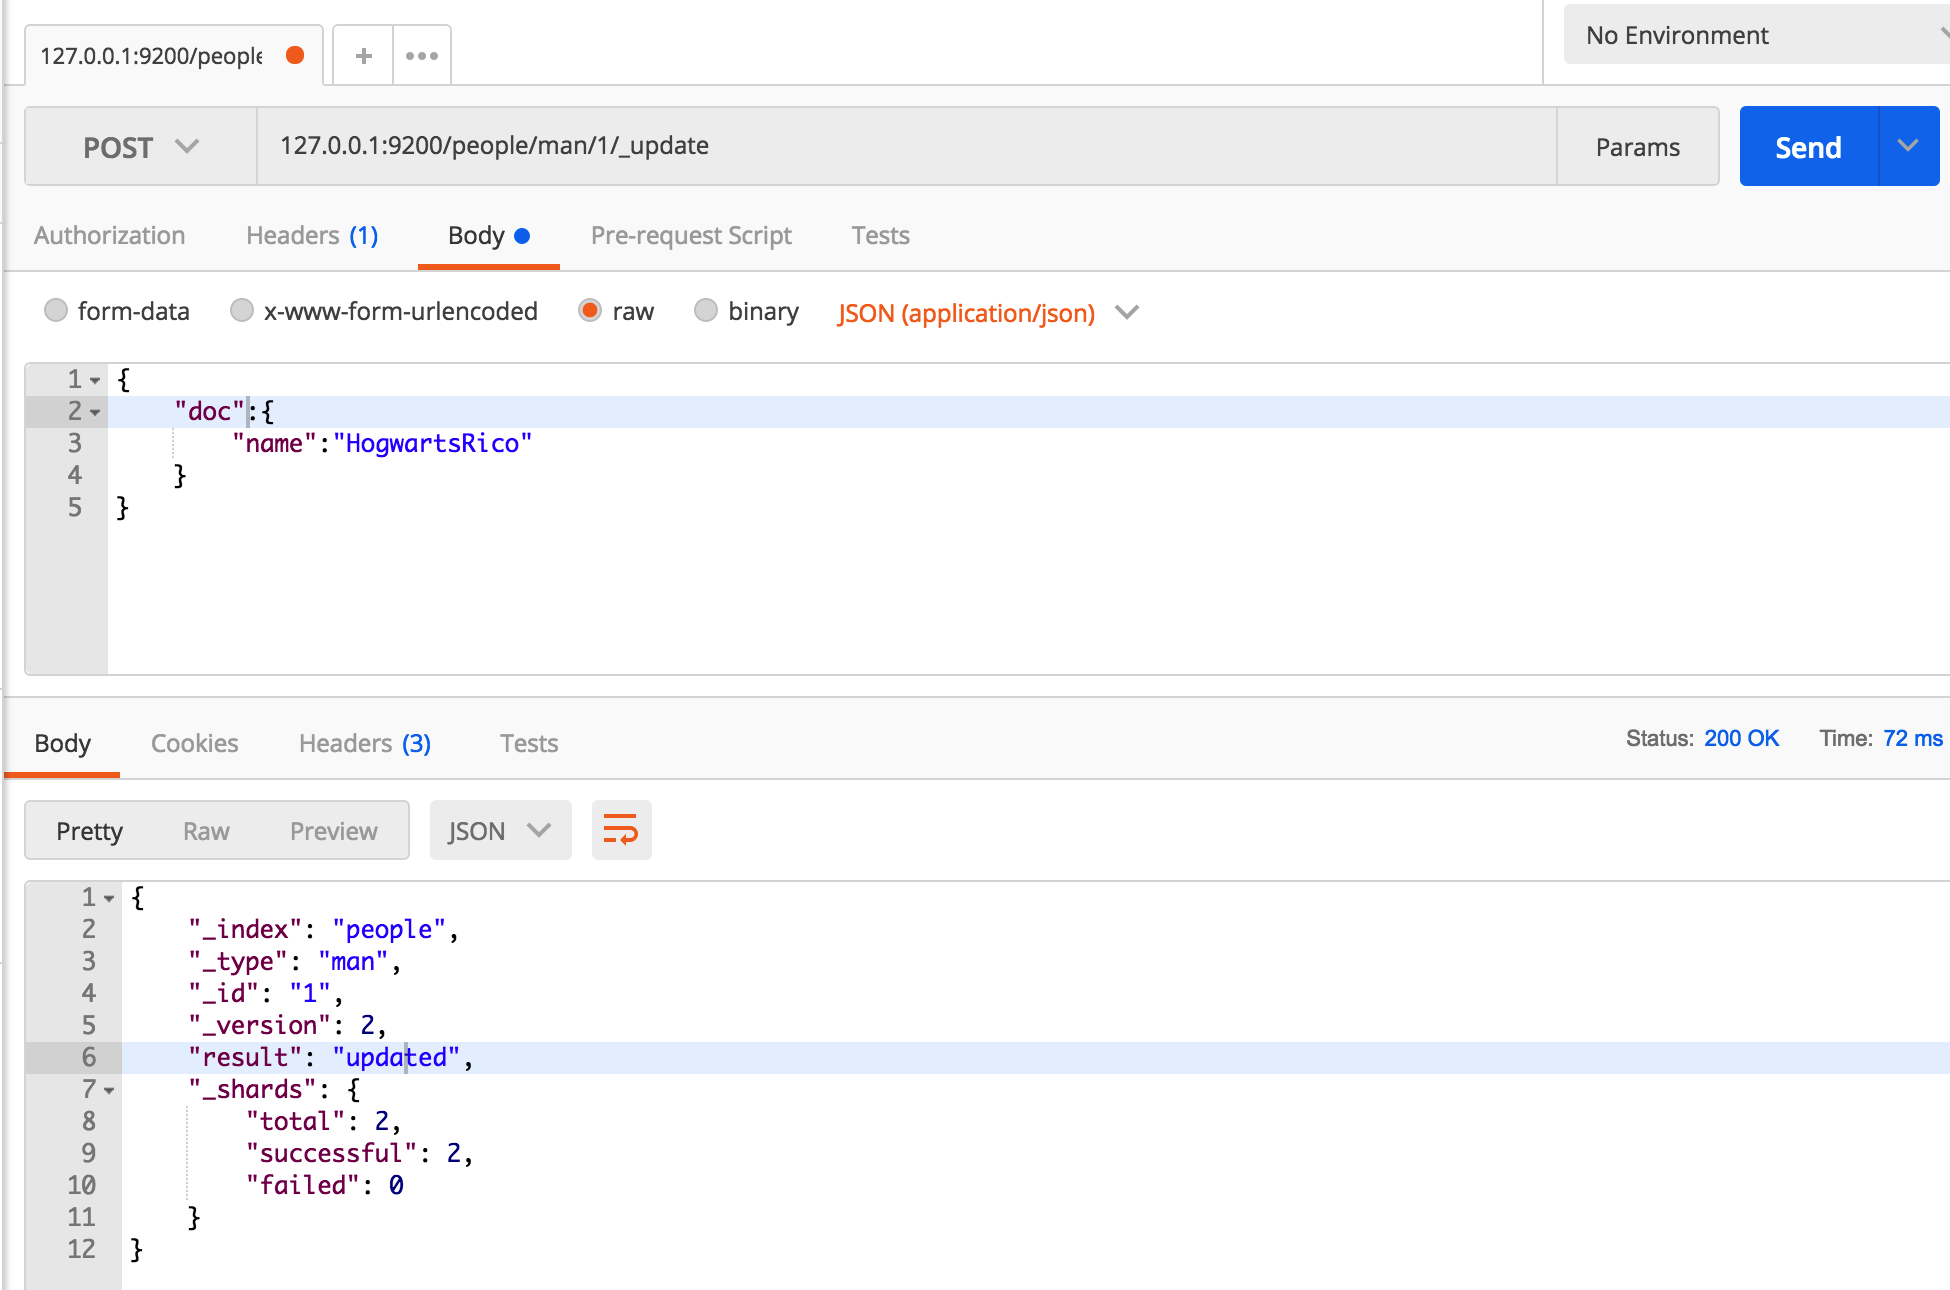 127.0.0.1:9200/people
No Environment
POST
127.0.0.1:9200/people/man/1/_update
Params
Send
Authorization Headers (1) Body Pre-request Script Tests
form-data x-www-form-urlencoded raw binary JSON (application/json)
1 {
2 "doc":{
3 "name":"HogwartsRico"
4 }
5 }
Body Cookies Headers (3) Tests Status: 200 OK Time: 72 ms
Pretty Raw Preview JSON
1 {
2 "_index": "people",
3 "_type": "man",
4 "_id": "1",
5 "_version": 2,
6 "result": "updated",
7 "_shards": {
8 "total": 2,
9 "successful": 2,
10 "failed": 0
11 }
12 }